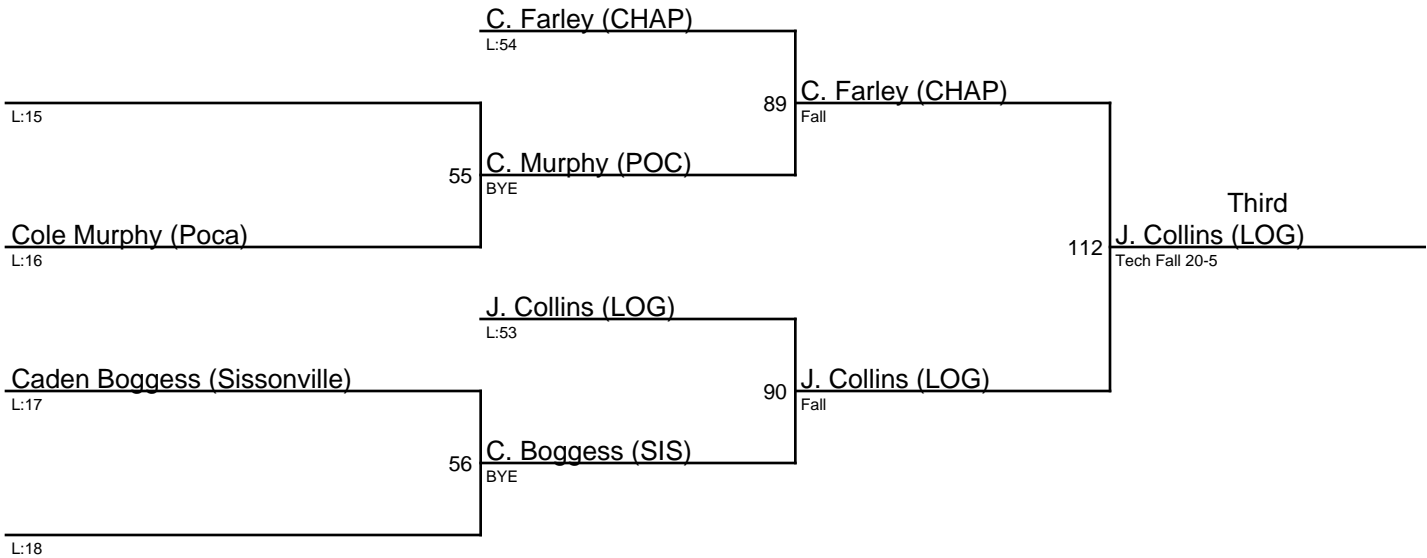 C. Farley (CHAP)
L:54
L:15
89
C. Farley (CHAP)
Fall
55
C. Murphy (POC)
BYE
Cole Murphy (Poca)
L:16
Third
112
J. Collins (LOG)
Tech Fall 20-5
J. Collins (LOG)
L:53
Caden Boggess (Sissonville)
L:17
90
J. Collins (LOG)
Fall
56
C. Boggess (SIS)
BYE
L:18